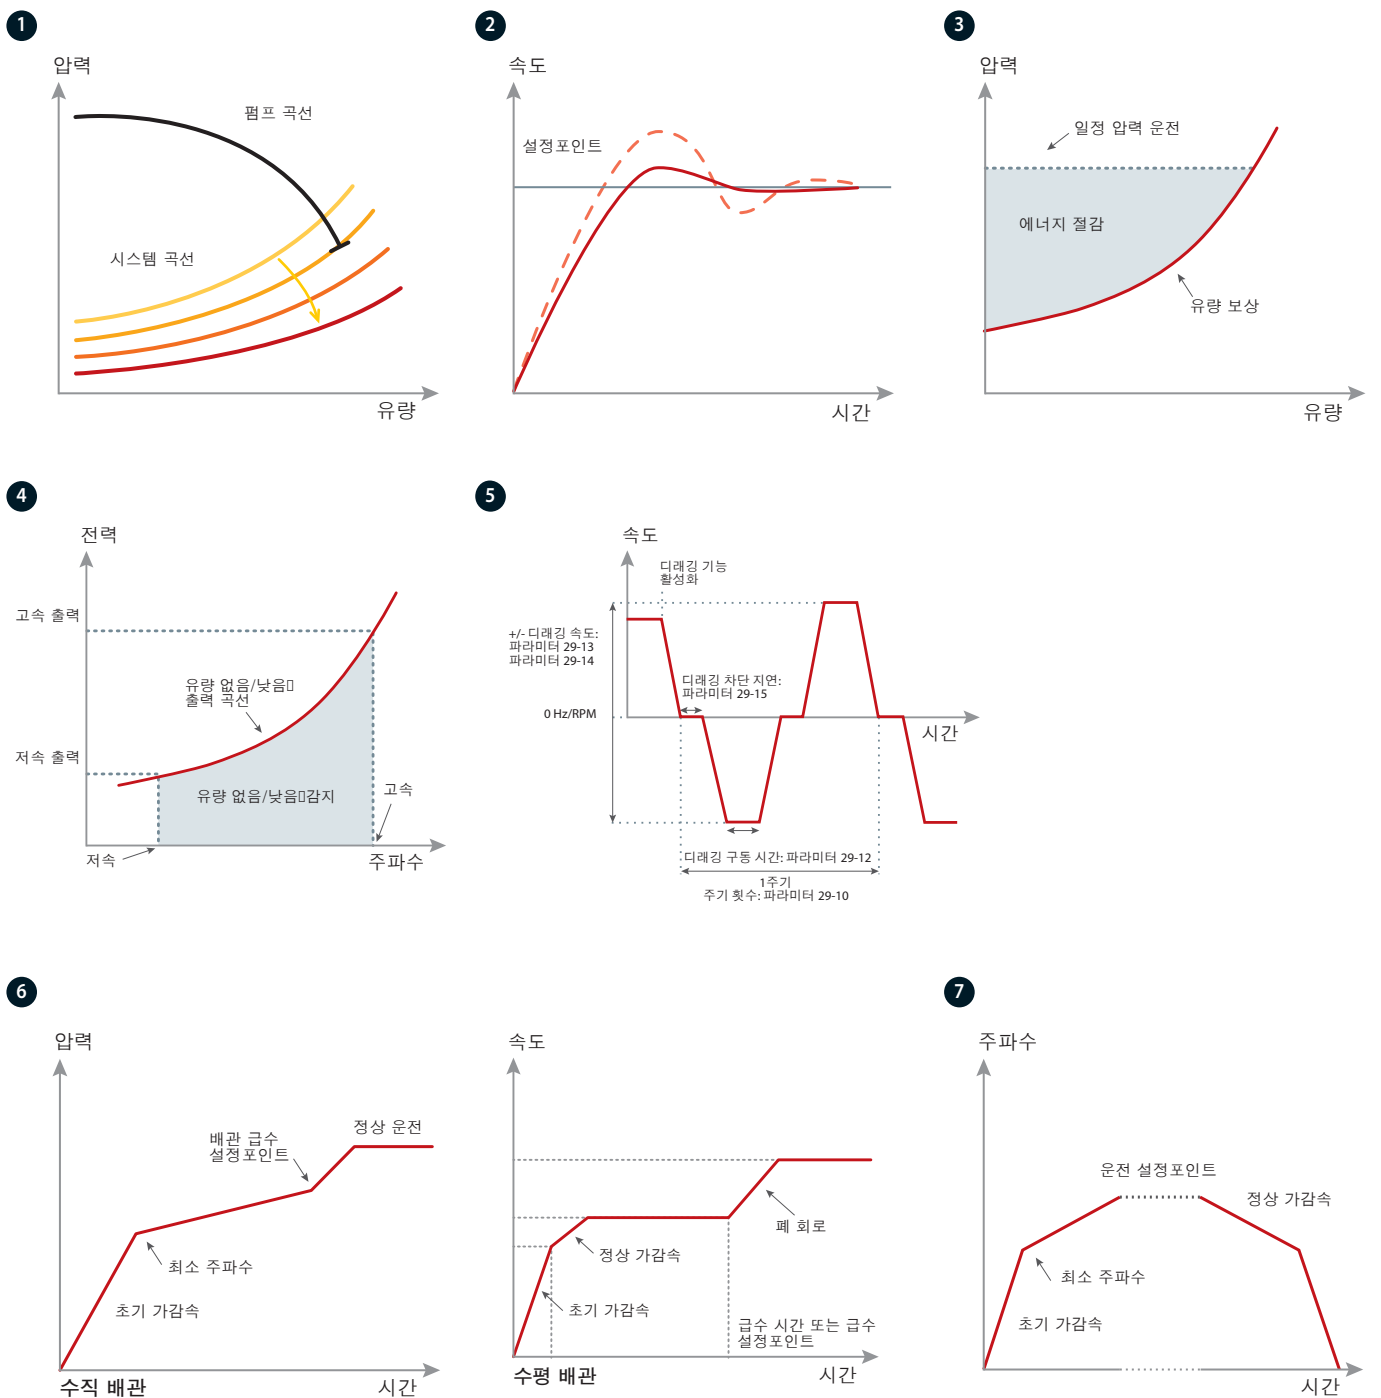 1
압력
펌프 곡선
시스템 곡선
유량
2
속도
설정포인트
시간
3
압력
일정 압력 운전
에너지 절감
유량 보상
유량
4
전력
고속 출력
유량 없음/낮음▯
출력 곡선
저속 출력
유량 없음/낮음▯감지
고속
저속
주파수
5
속도
디래깅 기능
활성화
+/- 디래깅 속도:
파라미터 29-13
파라미터 29-14
디래깅 차단 지연:
파라미터 29-15
0 Hz/RPM
시간
디래깅 구동 시간: 파라미터 29-12
1주기
주기 횟수: 파라미터 29-10
6
압력
정상 운전
배관 급수
설정포인트
최소 주파수
초기 가감속
수직 배관
시간
속도
폐 회로
정상 가감속
초기 가감속
급수 시간 또는 급수
설정포인트
수평 배관
시간
7
주파수
운전 설정포인트
정상 가감속
최소 주파수
초기 가감속
시간